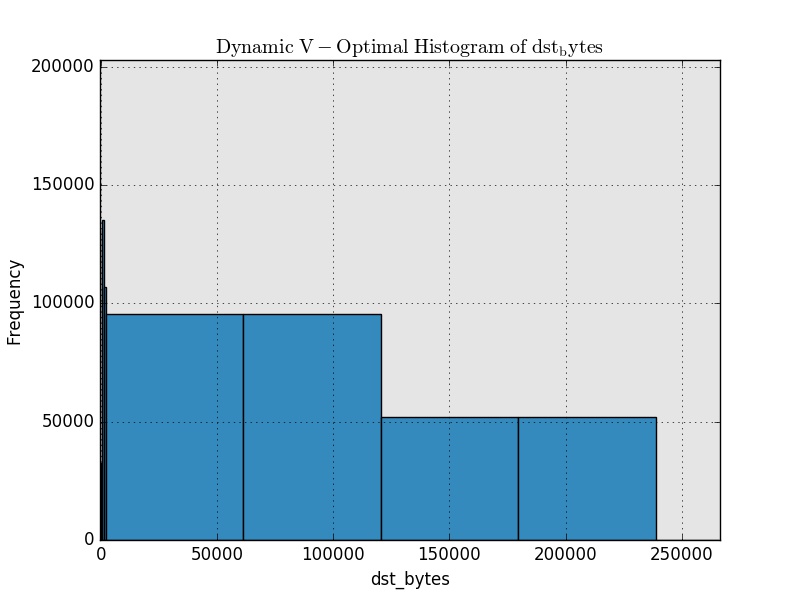 Dynamic V − Optimal Histogram of dst_bytes
200000
150000
100000
50000
0
Frequency
0 50000 100000 150000 200000 250000
dst_bytes